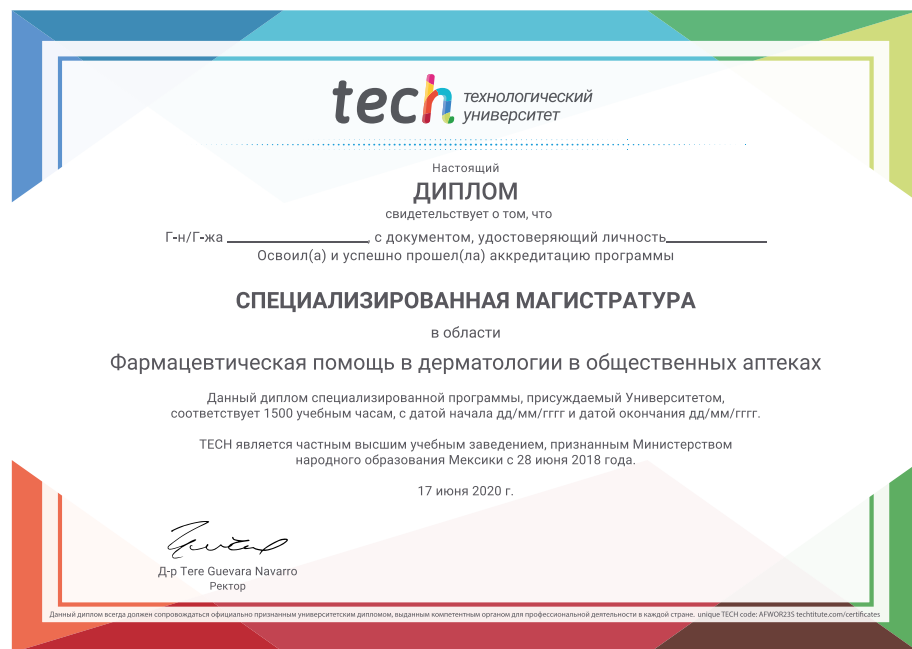 tech технологический
университет
Настоящий
ДИПЛОМ
свидетельствует о том, что
Г-н/Г-жа ____________________, с документом, удостоверяющий личность______________
Освоил(а) и успешно прошел(ла) аккредитацию программы
СПЕЦИАЛИЗИРОВАННАЯ МАГИСТРАТУРА
в области
Фармацевтическая помощь в дерматологии в общественных аптеках
Данный диплом специализированной программы, присуждаемый Университетом,
соответствует 1500 учебным часам, с датой начала дд/мм/гггг и датой окончания дд/мм/гггг.
TECH является частным высшим учебным заведением, признанным Министерством
народного образования Мексики с 28 июня 2018 года.
17 июня 2020 г.
Д-р Tere Guevara Navarro
Ректор
Данный диплом всегда должен сопровождаться официально признанным университетским дипломом, выданным компетентным органом для профессиональной деятельности в каждой стране. unique TECH code: AFWOR23S techtitute.com/certificates